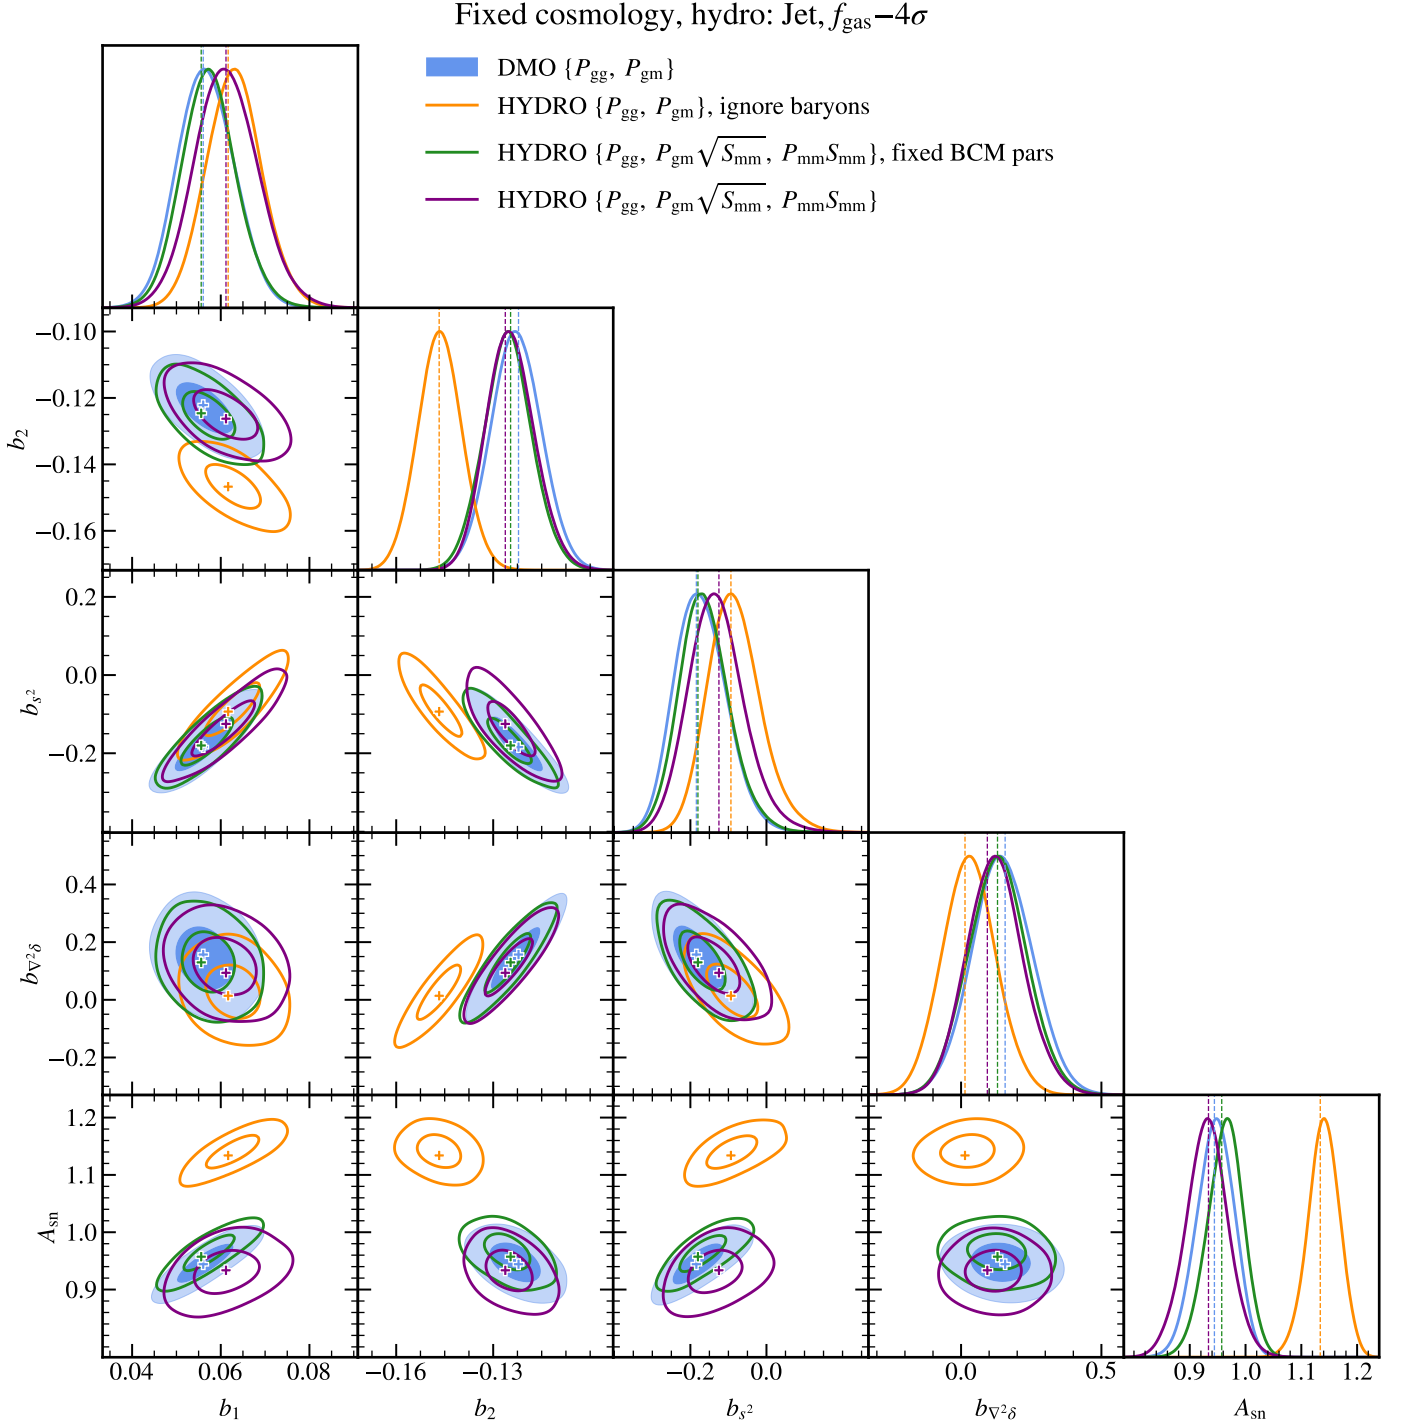 Fixed cosmology, hydro: Jet, f_gas−4σ
DMO {P_gg, P_gm}
HYDRO {P_gg, P_gm}, ignore baryons
HYDRO {P_gg, P_gm√S_mm, P_mmS_mm}, fixed BCM pars
HYDRO {P_gg, P_gm√S_mm, P_mmS_mm}
−0.10
−0.12
−0.14
−0.16
b_2
0.2
0.0
−0.2
b_s²
0.4
0.2
0.0
−0.2
b_∇²δ
1.2
1.1
1.0
0.9
A_sn
0.04 0.06 0.08
−0.16 −0.13
−0.2 0.0
0.0 0.5
0.9 1.0 1.1 1.2
b_1 b_2 b_s² b_∇²δ A_sn